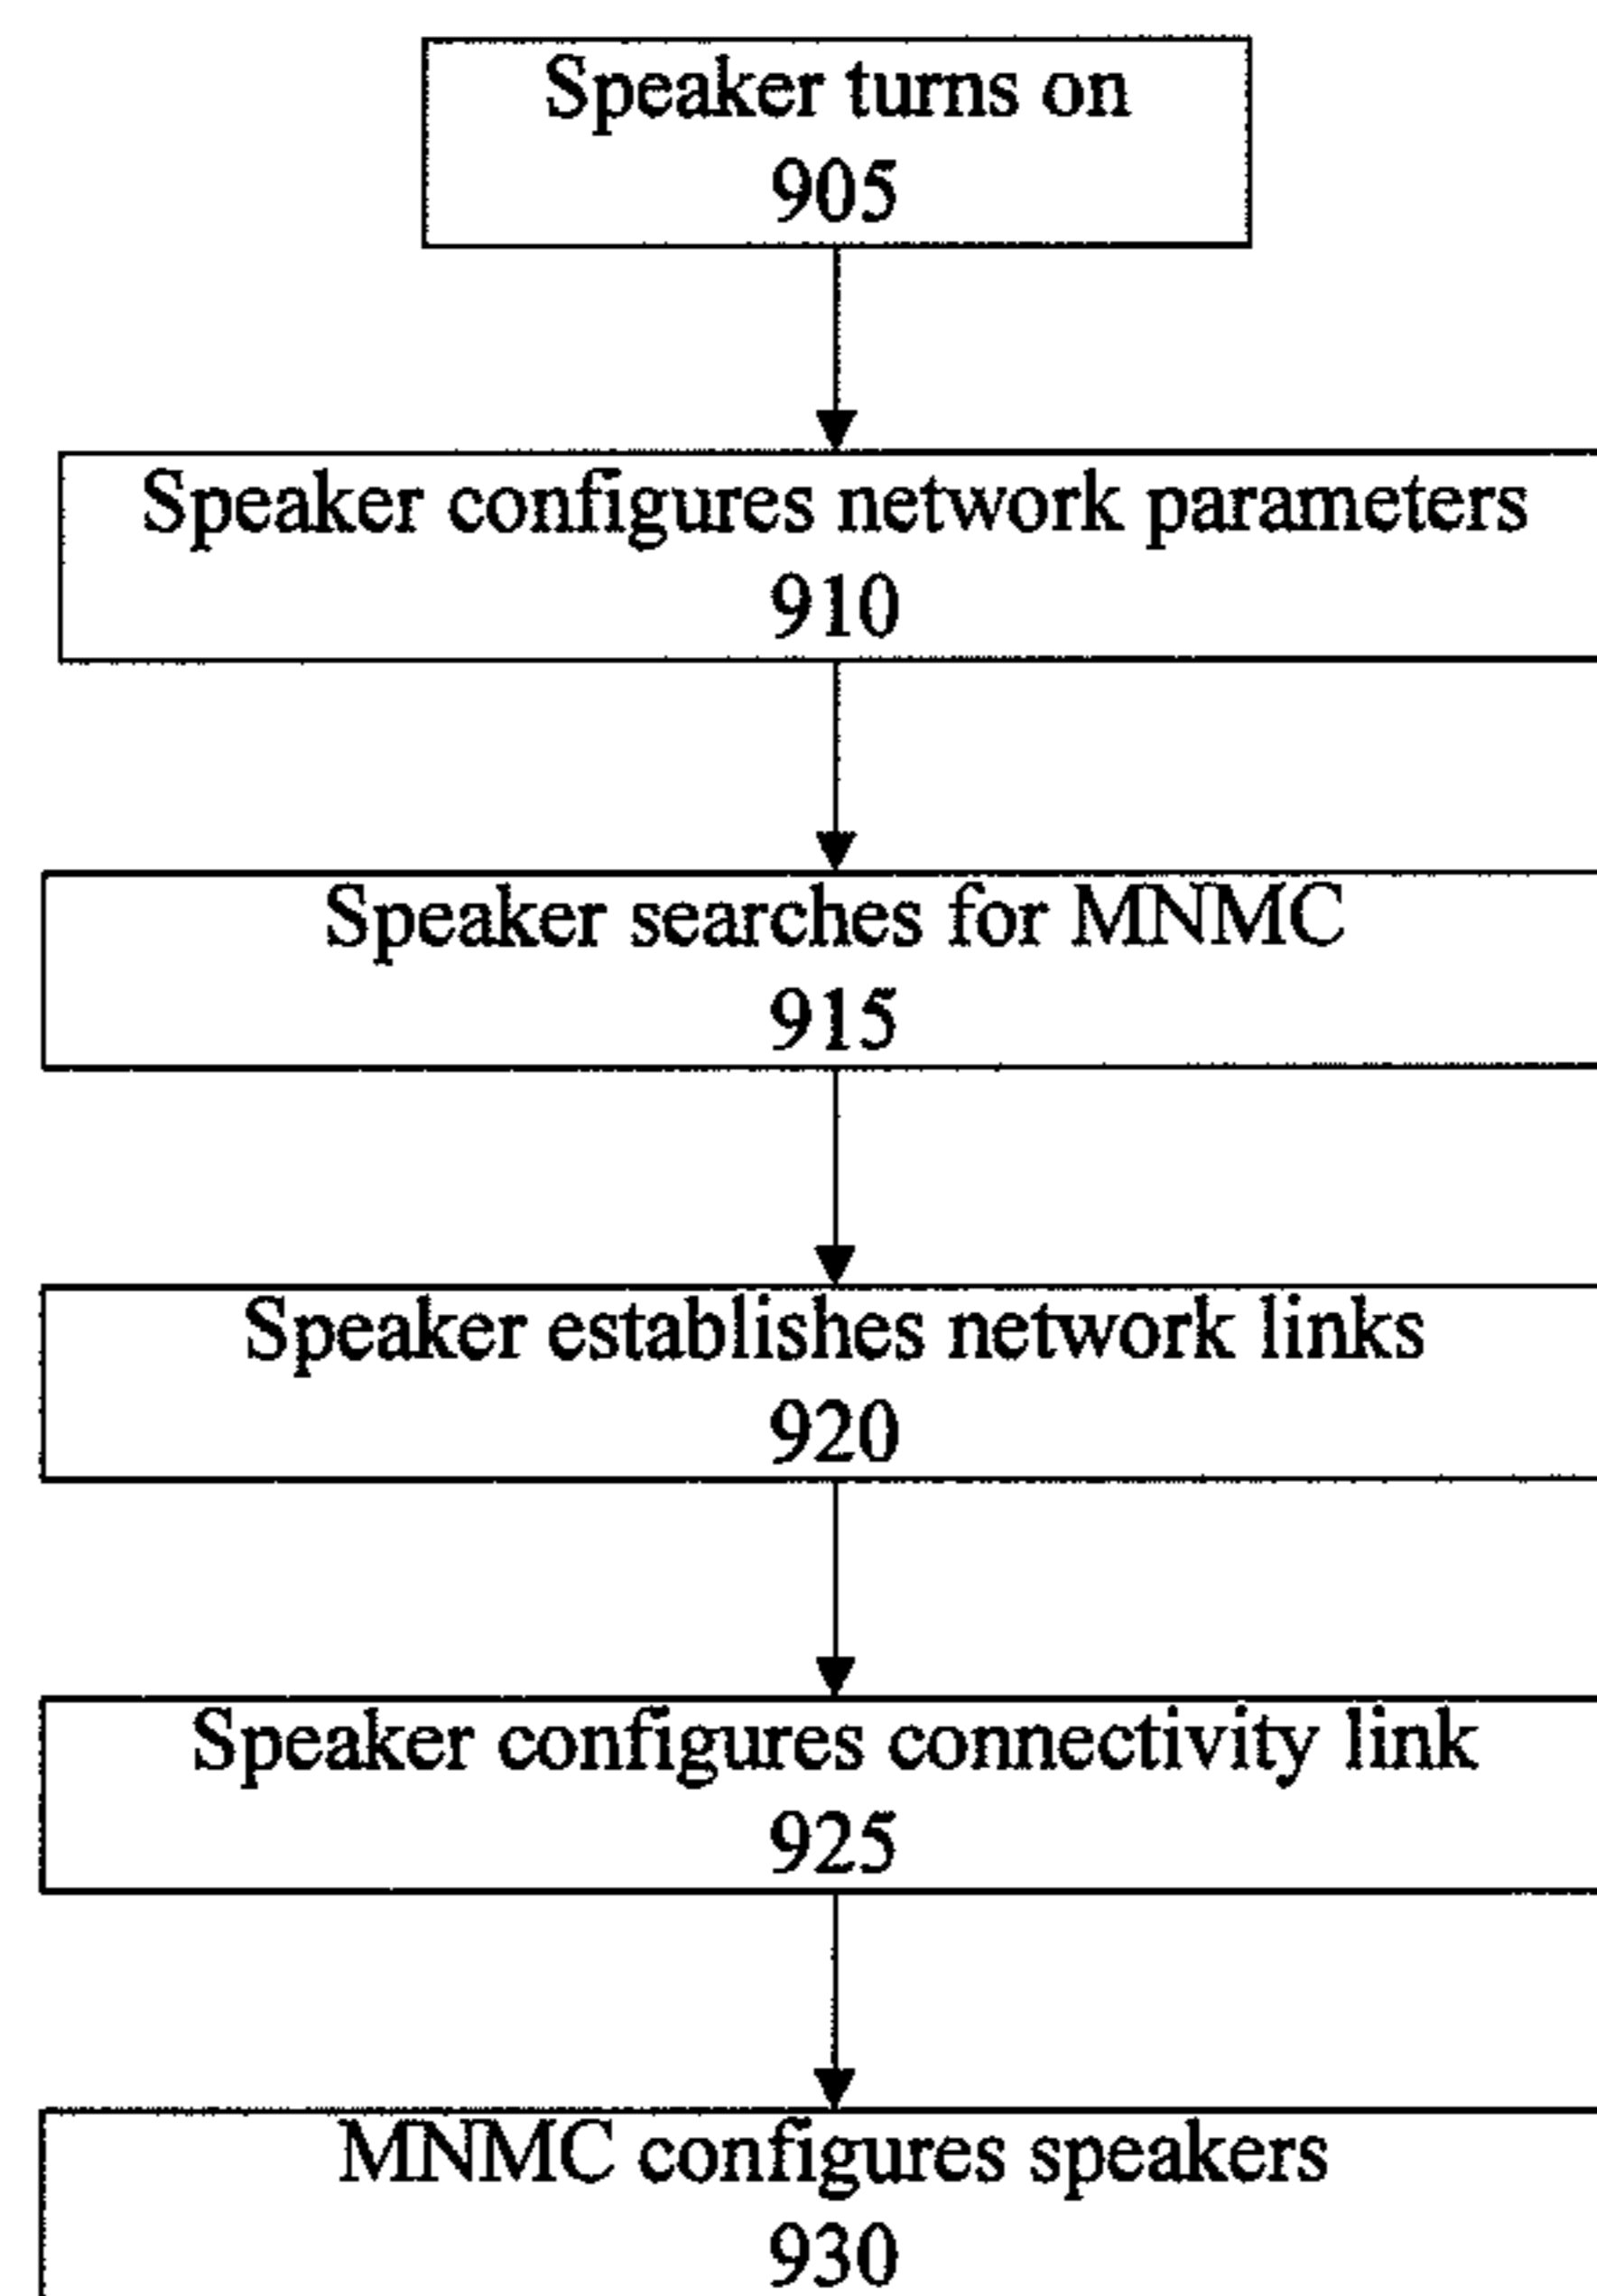 Speaker turns on
905
Speaker configures network parameters
910
Speaker searches for MNMC
915
Speaker establishes network links
920
Speaker configures connectivity link
925
MNMC configures speakers
930